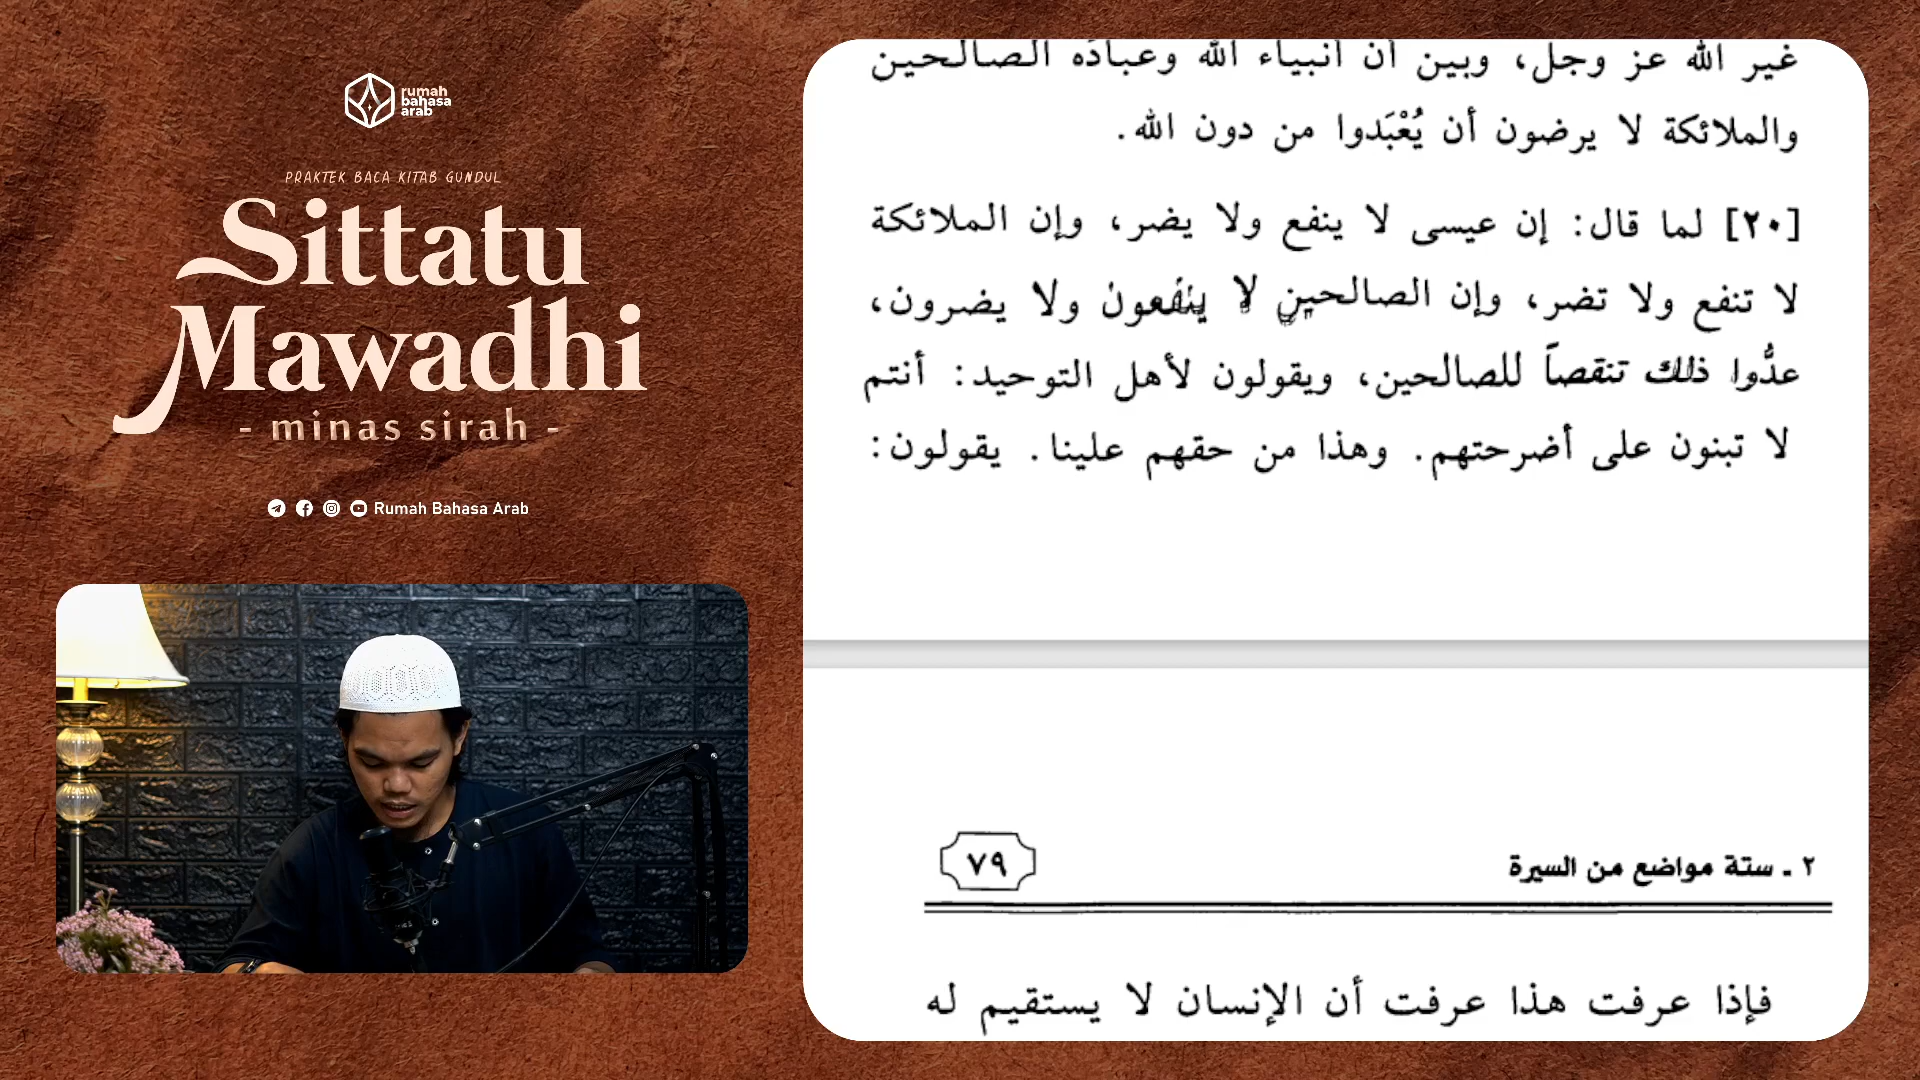 rumah
bahasa
arab
PRAKTEK BACA KITAB GUNDUL
Sittatu
Mawadhi
- minas sirah -
Rumah Bahasa Arab
غير الله عز وجل، وبين أن أنبياء الله وعباده الصالحين
والملائكة لا يرضون أن يُعْبَدوا من دون الله.
[٢٠] لما قال: إن عيسى لا ينفع ولا يضر، وإن الملائكة
لا تنفع ولا تضر، وإن الصالحين لا ينفعون ولا يضرون،
عدُّوا ذلك تنقصاً للصالحين، ويقولون لأهل التوحيد: أنتم
لا تبنون على أضرحتهم. وهذا من حقهم علينا. يقولون:
٢ ـ ستة مواضع من السيرة
٧٩
فإذا عرفت هذا عرفت أن الإنسان لا يستقيم له